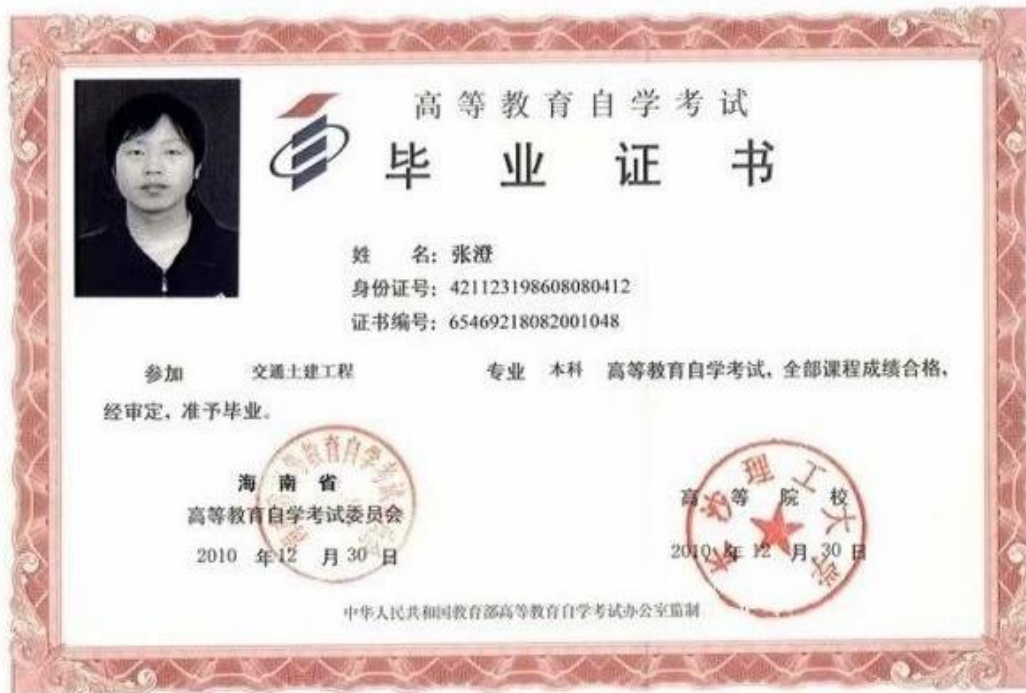 高等教育自学考试
毕业证书
姓 名：张澄
身份证号：421123198608080412
证书编号：65469218082001048
参加 交通土建工程 专业 本科 高等教育自学考试，全部课程成绩合格，
经审定，准予毕业。
海南省
高等教育自学考试委员会
2010 年 12 月 30 日
高等院校
长沙理工大学
2010 年 12 月 30 日
中华人民共和国教育部高等教育自学考试办公室监制